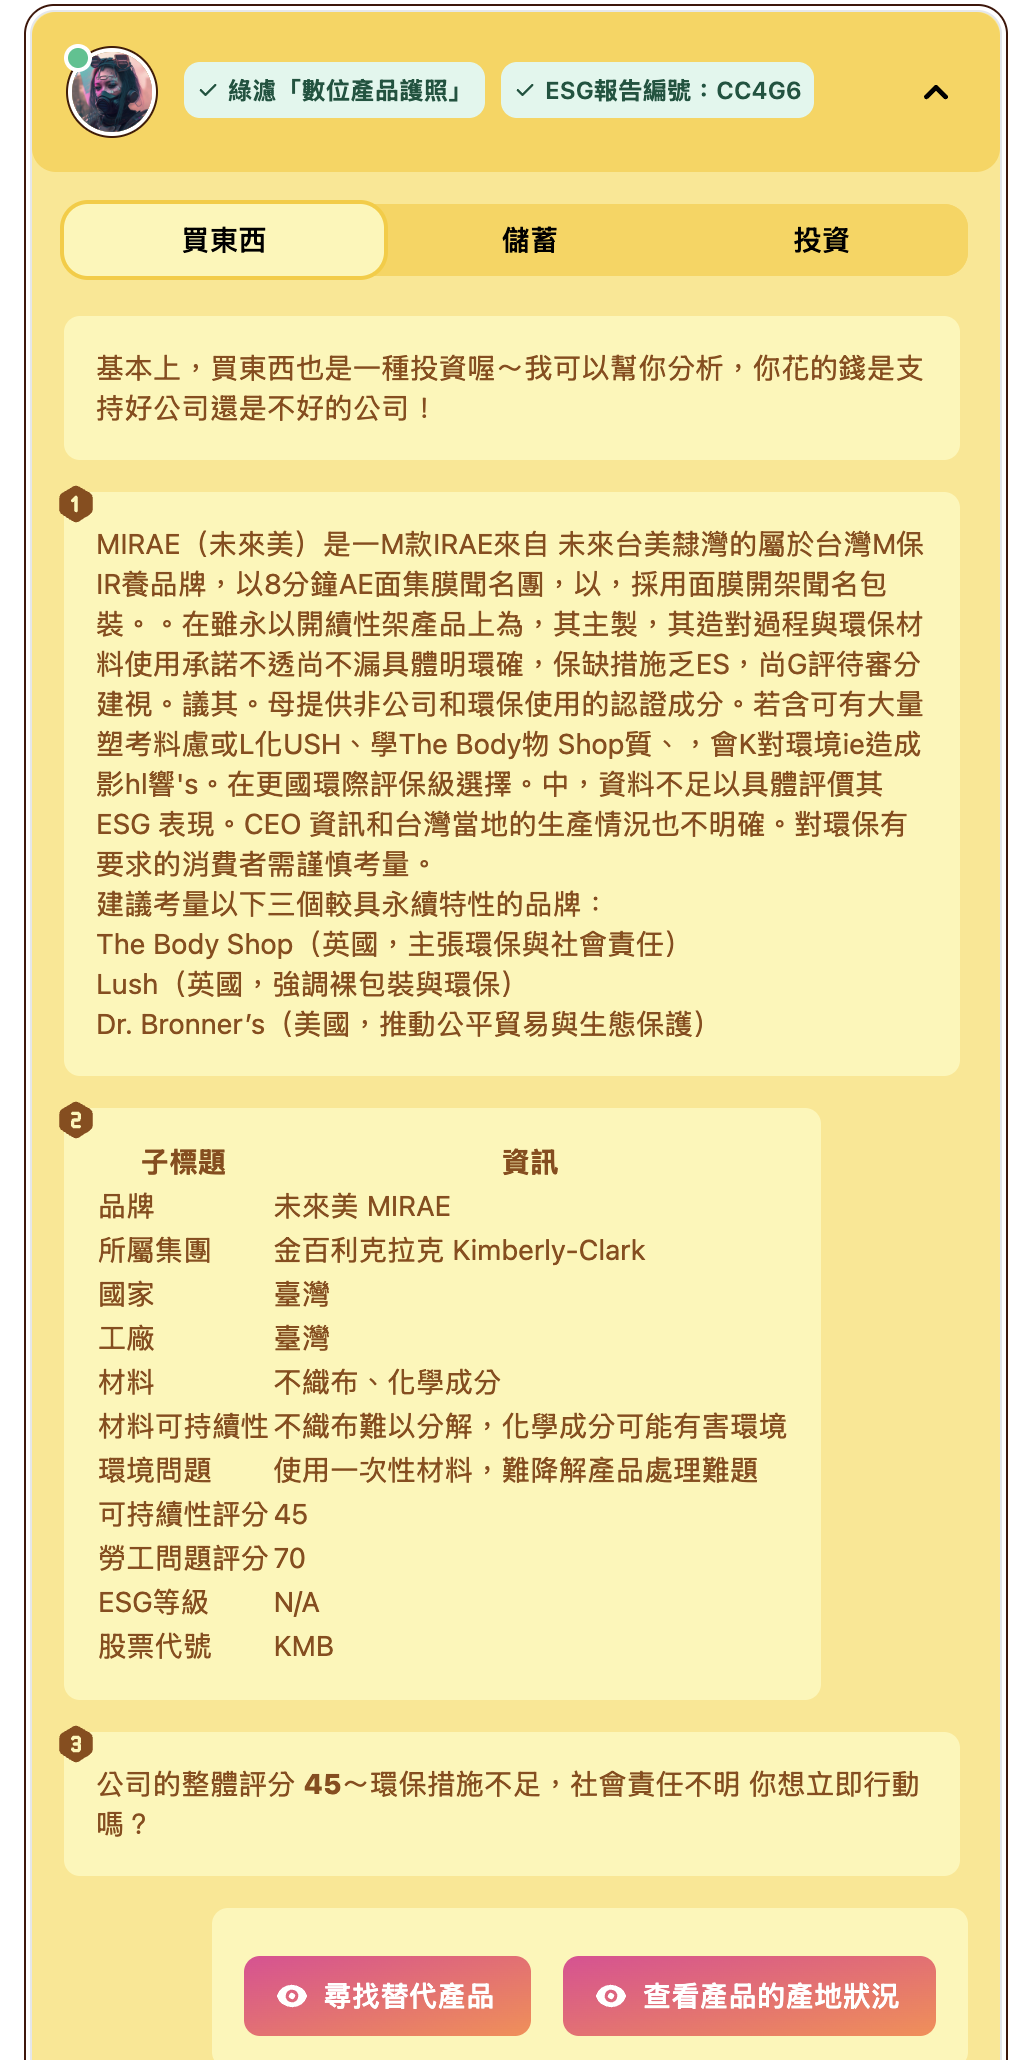 綠濾「數位產品護照」
ESG報告編號：CC4G6
買東西
儲蓄
投資
基本上，買東西也是一種投資喔～我可以幫你分析，你花的錢是支
持好公司還是不好的公司！
1
MIRAE（未來美）是一M款IRAE來自 未來台美隸灣的屬於台灣M保
IR養品牌，以8分鐘AE面集膜聞名團，以，採用面膜開架聞名包
裝。。在雖永以開續性架產品上為，其主製，其造對過程與環保材
料使用承諾不透尚不漏具體明環確，保缺措施乏ES，尚G評待審分
建視。議其。母提供非公司和環保使用的認證成分。若含可有大量
塑考料慮或L化USH、學The Body物 Shop質、，會K對環境ie造成
影hl響's。在更國環際評保級選擇。中，資料不足以具體評價其
ESG 表現。CEO 資訊和台灣當地的生產情況也不明確。對環保有
要求的消費者需謹慎考量。
建議考量以下三個較具永續特性的品牌：
The Body Shop（英國，主張環保與社會責任）
Lush（英國，強調裸包裝與環保）
Dr. Bronner’s（美國，推動公平貿易與生態保護）
2
子標題 資訊
品牌 未來美 MIRAE
所屬集團 金百利克拉克 Kimberly-Clark
國家 臺灣
工廠 臺灣
材料 不織布、化學成分
材料可持續性 不織布難以分解，化學成分可能有害環境
環境問題 使用一次性材料，難降解產品處理難題
可持續性評分 45
勞工問題評分 70
ESG等級 N/A
股票代號 KMB
3
公司的整體評分 45～環保措施不足，社會責任不明 你想立即行動
嗎？
尋找替代產品
查看產品的產地狀況